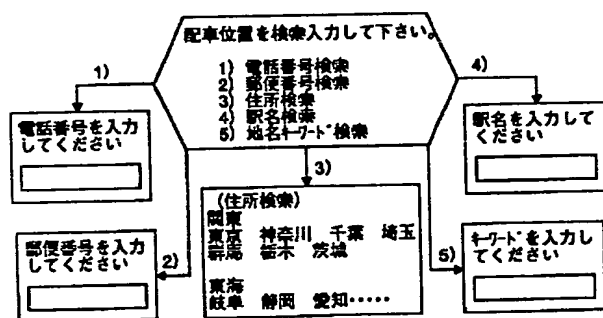 配車位置を検索入力して下さい。
1) 電話番号検索
2) 郵便番号検索
3) 住所検索
4) 駅名検索
5) 地名ｷｰﾜｰﾄﾞ検索
1)
4)
電話番号を入力
してください
駅名を入力して
ください
3)
(住所検索)
関東
東京 神奈川 千葉 埼玉
群馬 栃木 茨城
東海
岐阜 静岡 愛知・・・・・
郵便番号を入力
してください
2)
5)
ｷｰﾜｰﾄﾞを入力し
てください